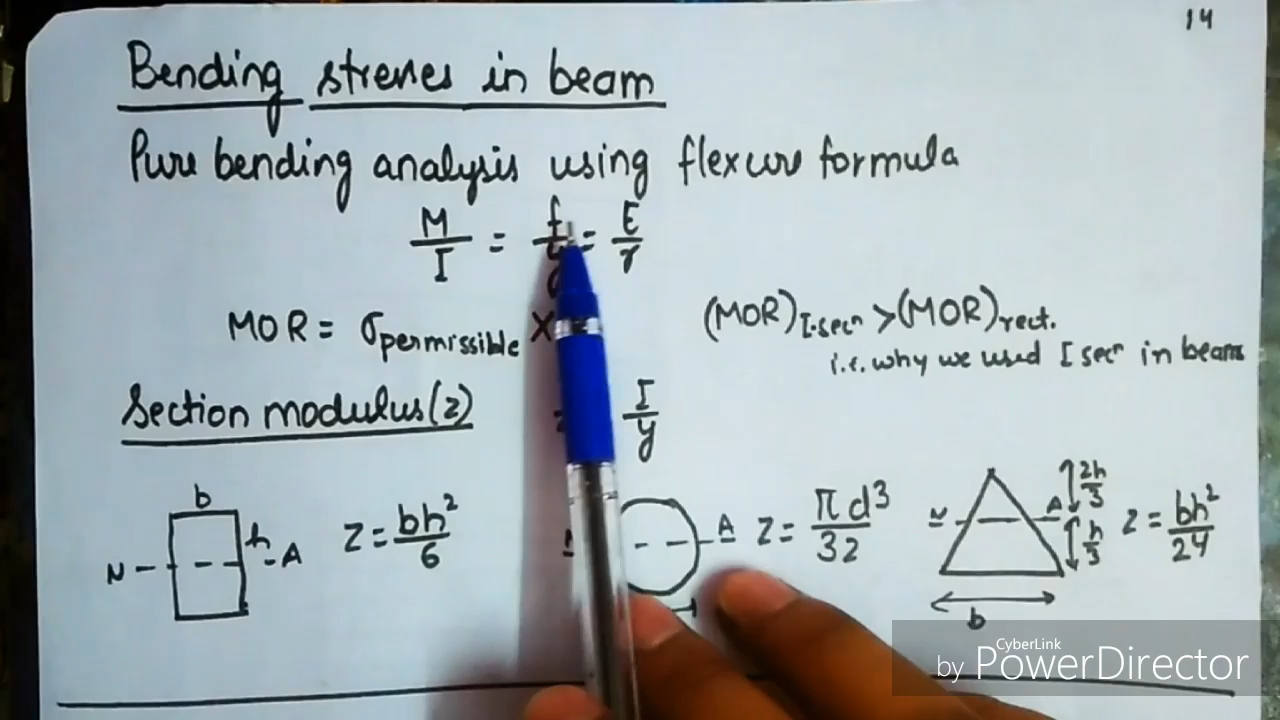 14
Bending stresses in beam
Pure bending analysis using flexure formula
M/I = f/y = E/r
MOR = σpermissible ×
(MOR)I.secⁿ > (MOR)rect.
i.e. why we used I secⁿ in beam
Section modulus (z)
I/y
b
h
N A
Z = bh²/6
A
Z = πd³/32
N A
2h/3
h/3
b
Z = bh²/24
CyberLink
by PowerDirector